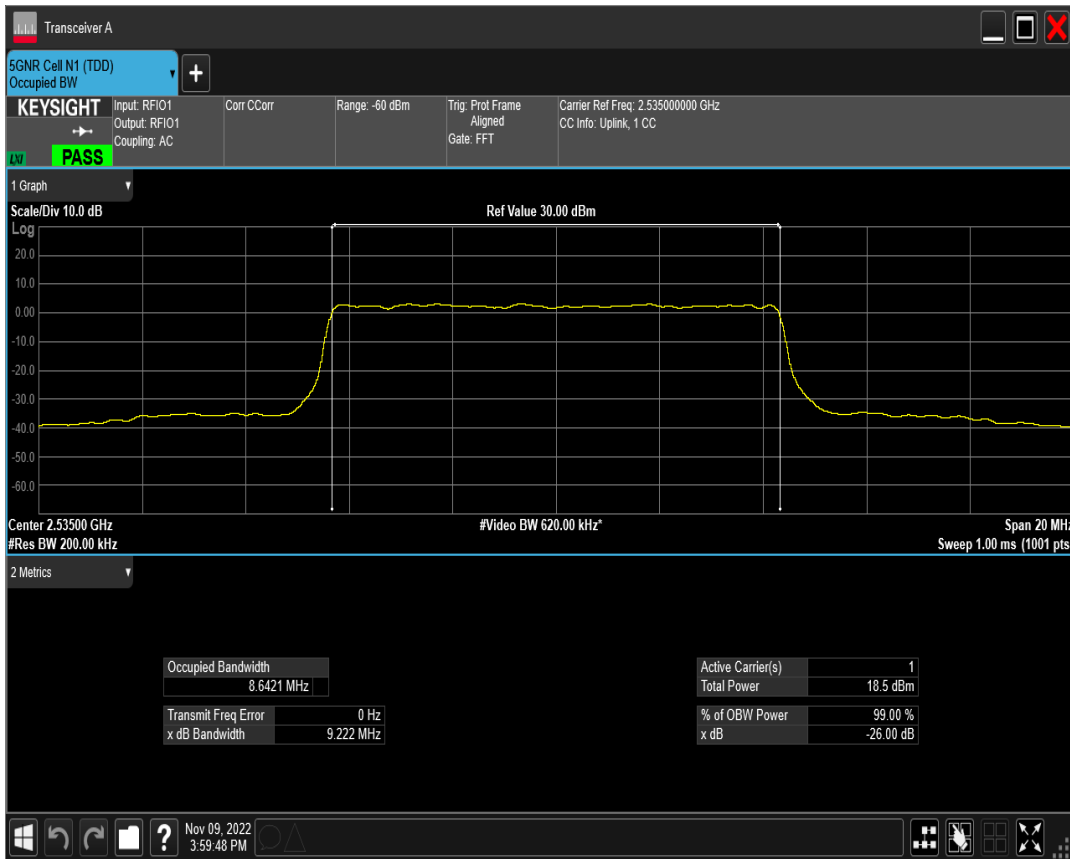 Transceiver A
5GNR Cell N1 (TDD)
Occupied BW
+
KEYSIGHT
LXI
PASS
Input: RFIO1
Output: RFIO1
Coupling: AC
Corr CCorr
Range: -60 dBm
Trig: Prot Frame
Aligned
Gate: FFT
Carrier Ref Freq: 2.535000000 GHz
CC Info: Uplink, 1 CC
1 Graph
Scale/Div 10.0 dB
Ref Value 30.00 dBm
Log
20.0
10.0
0.00
-10.0
-20.0
-30.0
-40.0
-50.0
-60.0
Center 2.53500 GHz
#Video BW 620.00 kHz*
Span 20 MHz
#Res BW 200.00 kHz
Sweep 1.00 ms (1001 pts
2 Metrics
Occupied Bandwidth
8.6421 MHz
Transmit Freq Error 0 Hz
x dB Bandwidth 9.222 MHz
Active Carrier(s) 1
Total Power 18.5 dBm
% of OBW Power 99.00 %
x dB -26.00 dB
?
Nov 09, 2022
3:59:48 PM